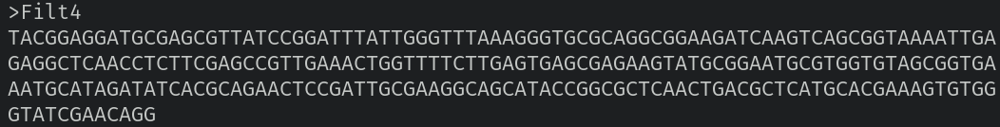 >Filt4
TACGGAGGATGCGAGCGTTATCCGGATTTATTGGGTTTAAAGGGTGCGCAGGCGGAAGATCAAGTCAGCGGTAAAATTGA
GAGGCTCAACCTCTTCGAGCCGTTGAAACTGGTTTTCTTGAGTGAGCGAGAAGTATGCGGAATGCGTGGTGTAGCGGTGA
AATGCATAGATATCACGCAGAACTCCGATTGCGAAGGCAGCATACCGGCGCTCAACTGACGCTCATGCACGAAAGTGTGG
GTATCGAACAGG